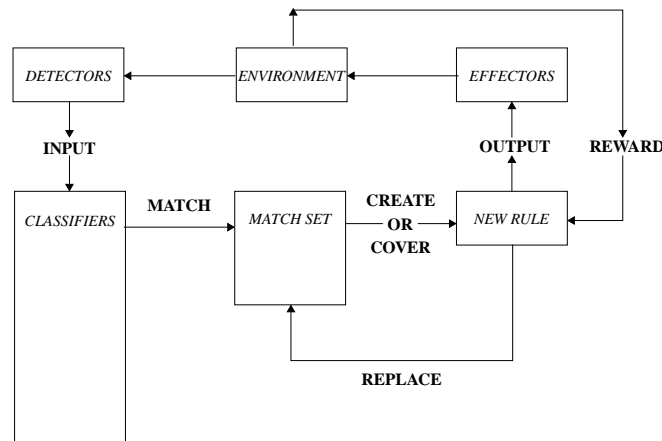 DETECTORS
ENVIRONMENT
EFFECTORS
INPUT
OUTPUT
REWARD
CLASSIFIERS
MATCH
MATCH SET
CREATE
OR
COVER
NEW RULE
REPLACE